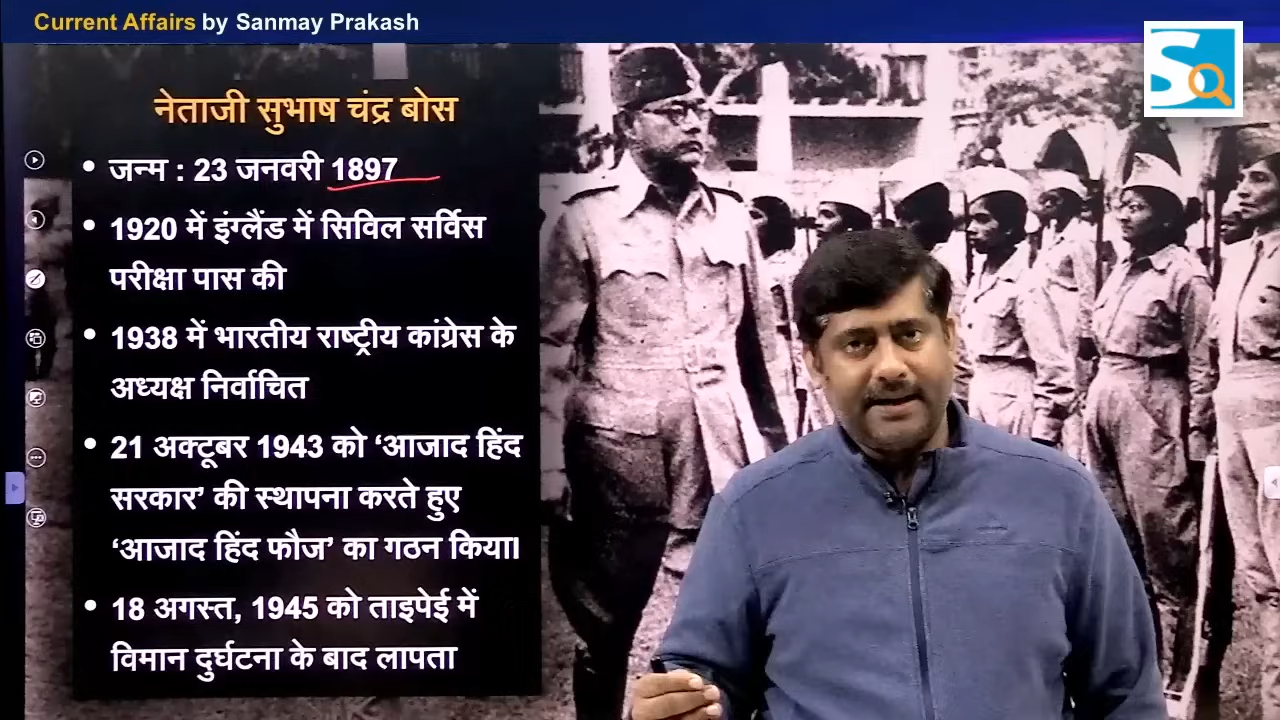 Current Affairs by Sanmay Prakash
SQ
नेताजी सुभाष चंद्र बोस
• जन्म : 23 जनवरी 1897
• 1920 में इंग्लैंड में सिविल सर्विस
परीक्षा पास की
• 1938 में भारतीय राष्ट्रीय कांग्रेस के
अध्यक्ष निर्वाचित
• 21 अक्टूबर 1943 को ‘आजाद हिंद
सरकार’ की स्थापना करते हुए
‘आजाद हिंद फौज’ का गठन किया।
• 18 अगस्त, 1945 को ताइपेई में
विमान दुर्घटना के बाद लापता